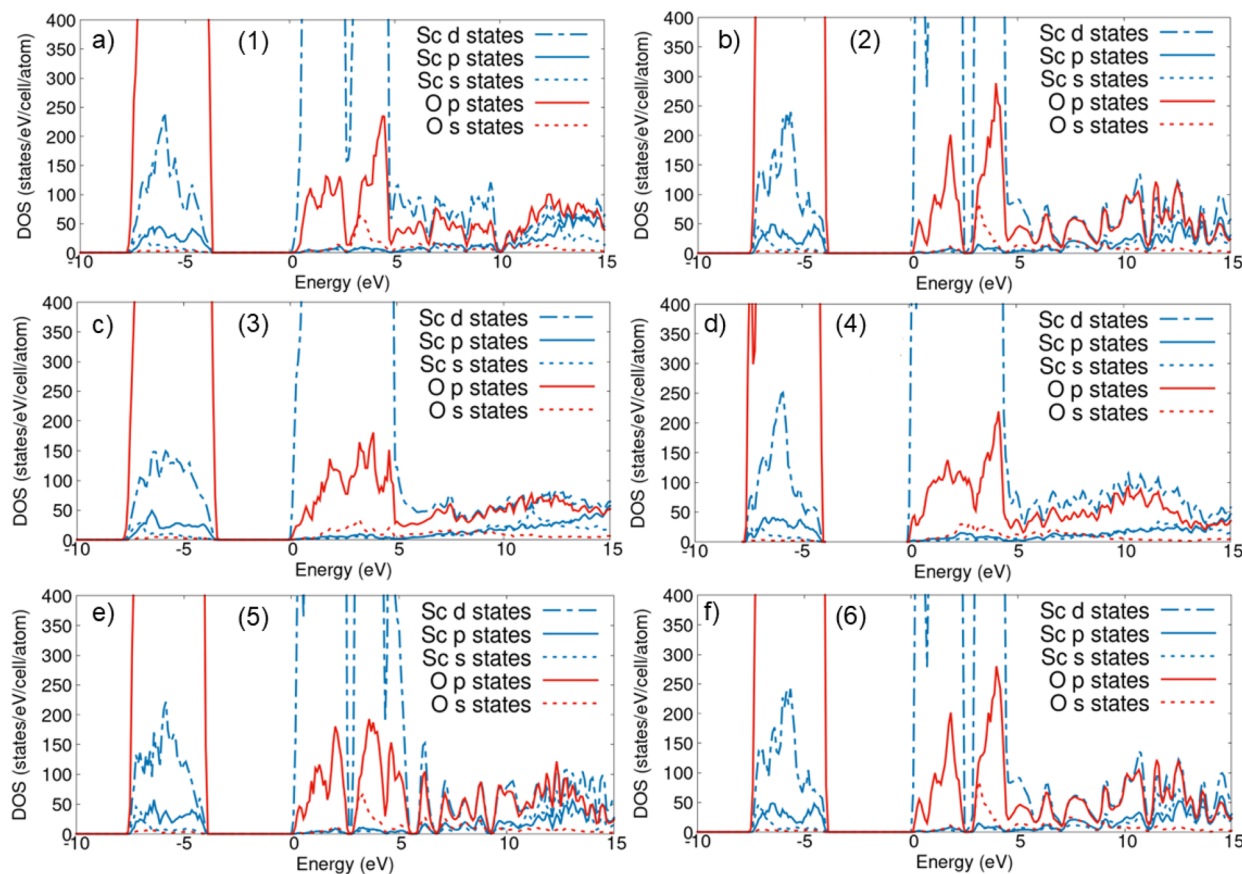 a) (1)
Sc d states
Sc p states
Sc s states
O p states
O s states
DOS (states/eV/cell/atom)
400
350
300
250
200
150
100
50
0
-10 -5 0 5 10 15
Energy (eV)
b) (2)
Sc d states
Sc p states
Sc s states
O p states
O s states
DOS (states/eV/cell/atom)
400
350
300
250
200
150
100
50
0
-10 -5 0 5 10 15
Energy (eV)
c) (3)
Sc d states
Sc p states
Sc s states
O p states
O s states
DOS (states/eV/cell/atom)
400
350
300
250
200
150
100
50
0
-10 -5 0 5 10 15
Energy (eV)
d) (4)
Sc d states
Sc p states
Sc s states
O p states
O s states
DOS (states/eV/cell/atom)
400
350
300
250
200
150
100
50
0
-10 -5 0 5 10 15
Energy (eV)
e) (5)
Sc d states
Sc p states
Sc s states
O p states
O s states
DOS (states/eV/cell/atom)
400
350
300
250
200
150
100
50
0
-10 -5 0 5 10 15
Energy (eV)
f) (6)
Sc d states
Sc p states
Sc s states
O p states
O s states
DOS (states/eV/cell/atom)
400
350
300
250
200
150
100
50
0
-10 -5 0 5 10 15
Energy (eV)